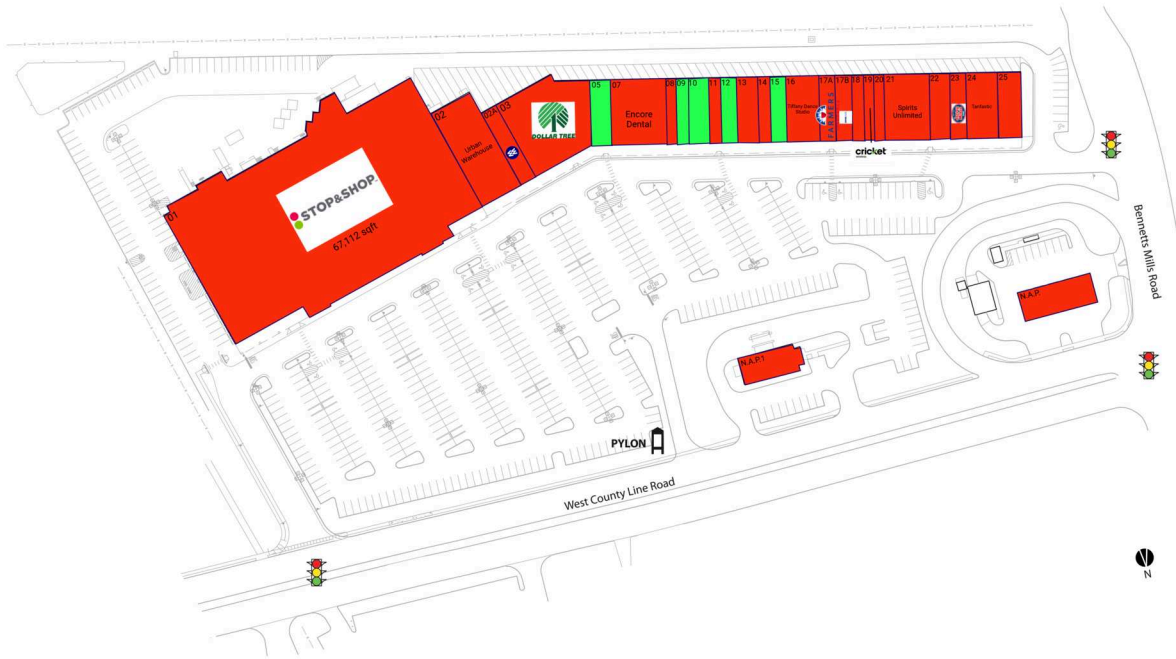 01
STOP&SHOP
67,112 sqft
02
Urban
Warehouse
02A
03
DOLLAR TREE
05
07
Encore
Dental
08
09
10
11
12
13
14
15
16
Tiffany Dance
Studio
17A
FARMERS
17B
18
19
20
cricket
21
Spirits
Unlimited
22
23
24
Tantastic
25
Bennetts Mills Road
N.A.P.
N.A.P.1
PYLON
West County Line Road
N